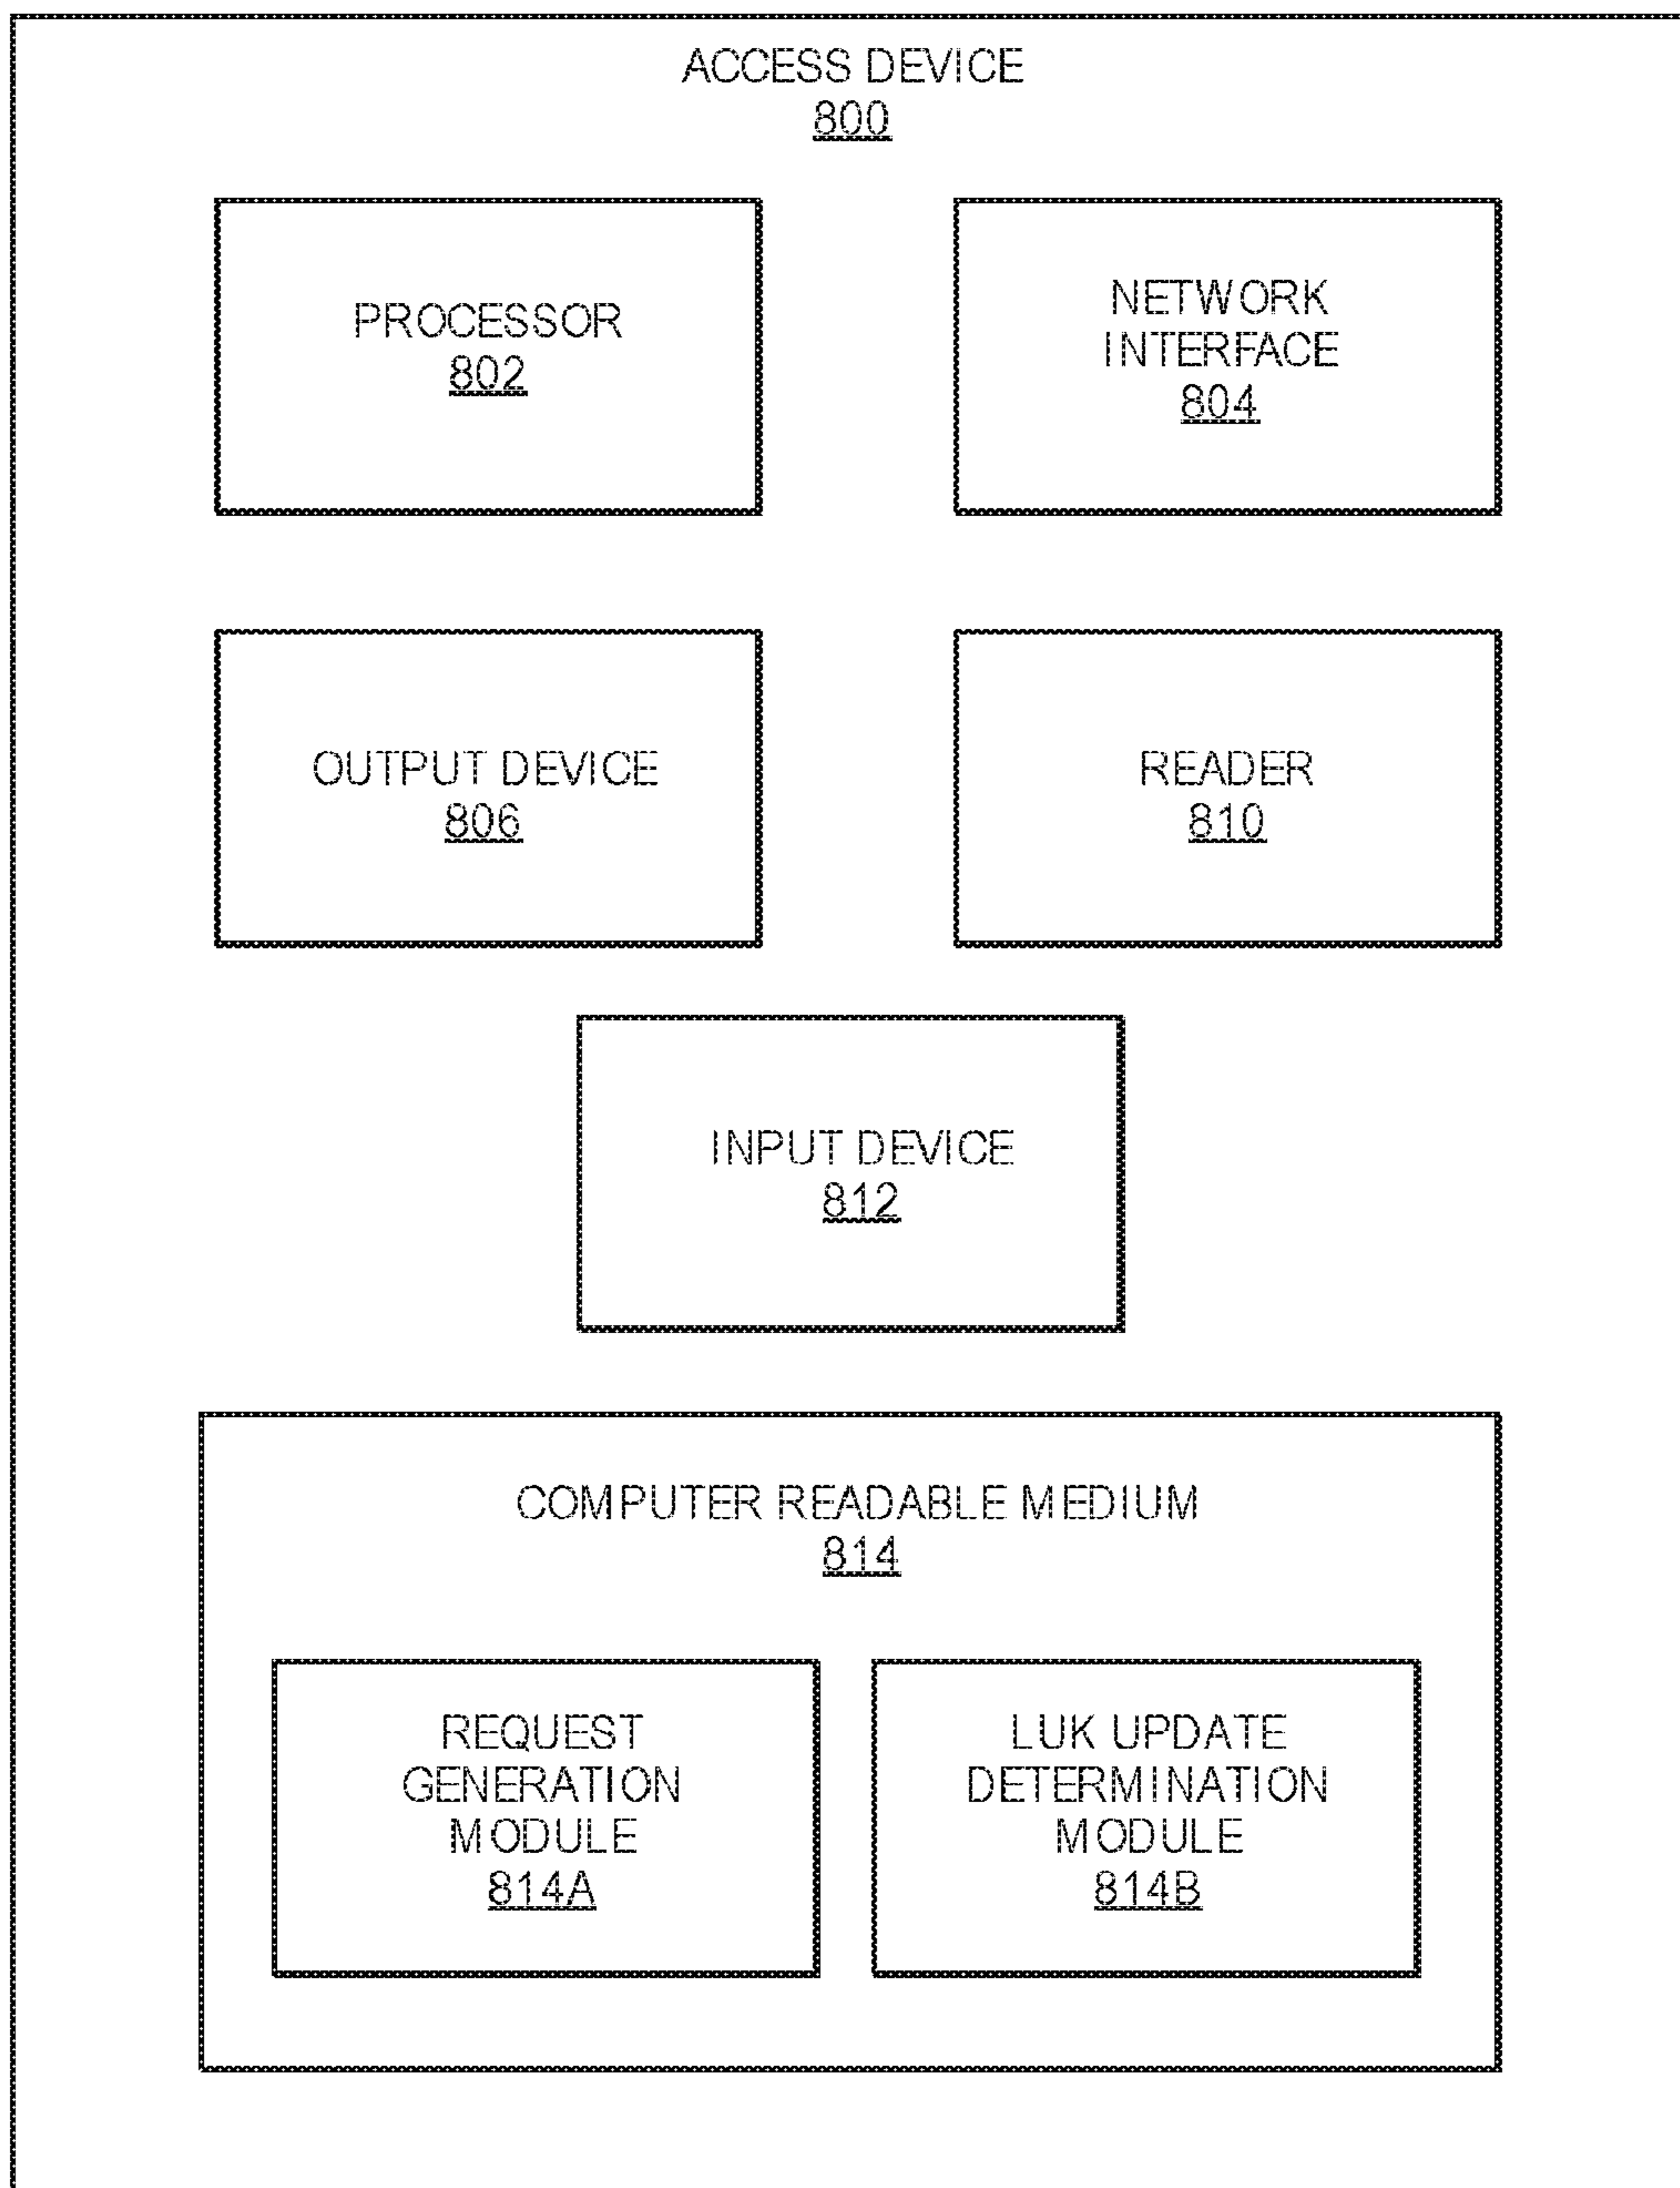 ACCESS DEVICE
800
PROCESSOR
802
NETWORK
INTERFACE
804
OUTPUT DEVICE
806
READER
810
INPUT DEVICE
812
COMPUTER READABLE MEDIUM
814
REQUEST
GENERATION
MODULE
814A
LUK UPDATE
DETERMINATION
MODULE
814B